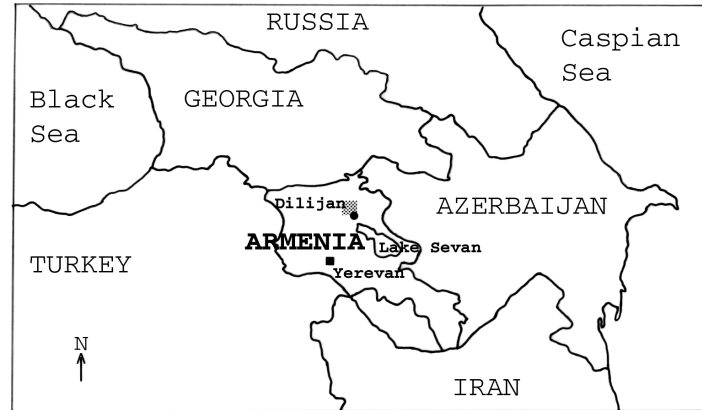 RUSSIA
Caspian
Sea
Black
Sea
GEORGIA
Dilijan
AZERBAIJAN
ARMENIA
Lake Sevan
TURKEY
Yerevan
N
IRAN